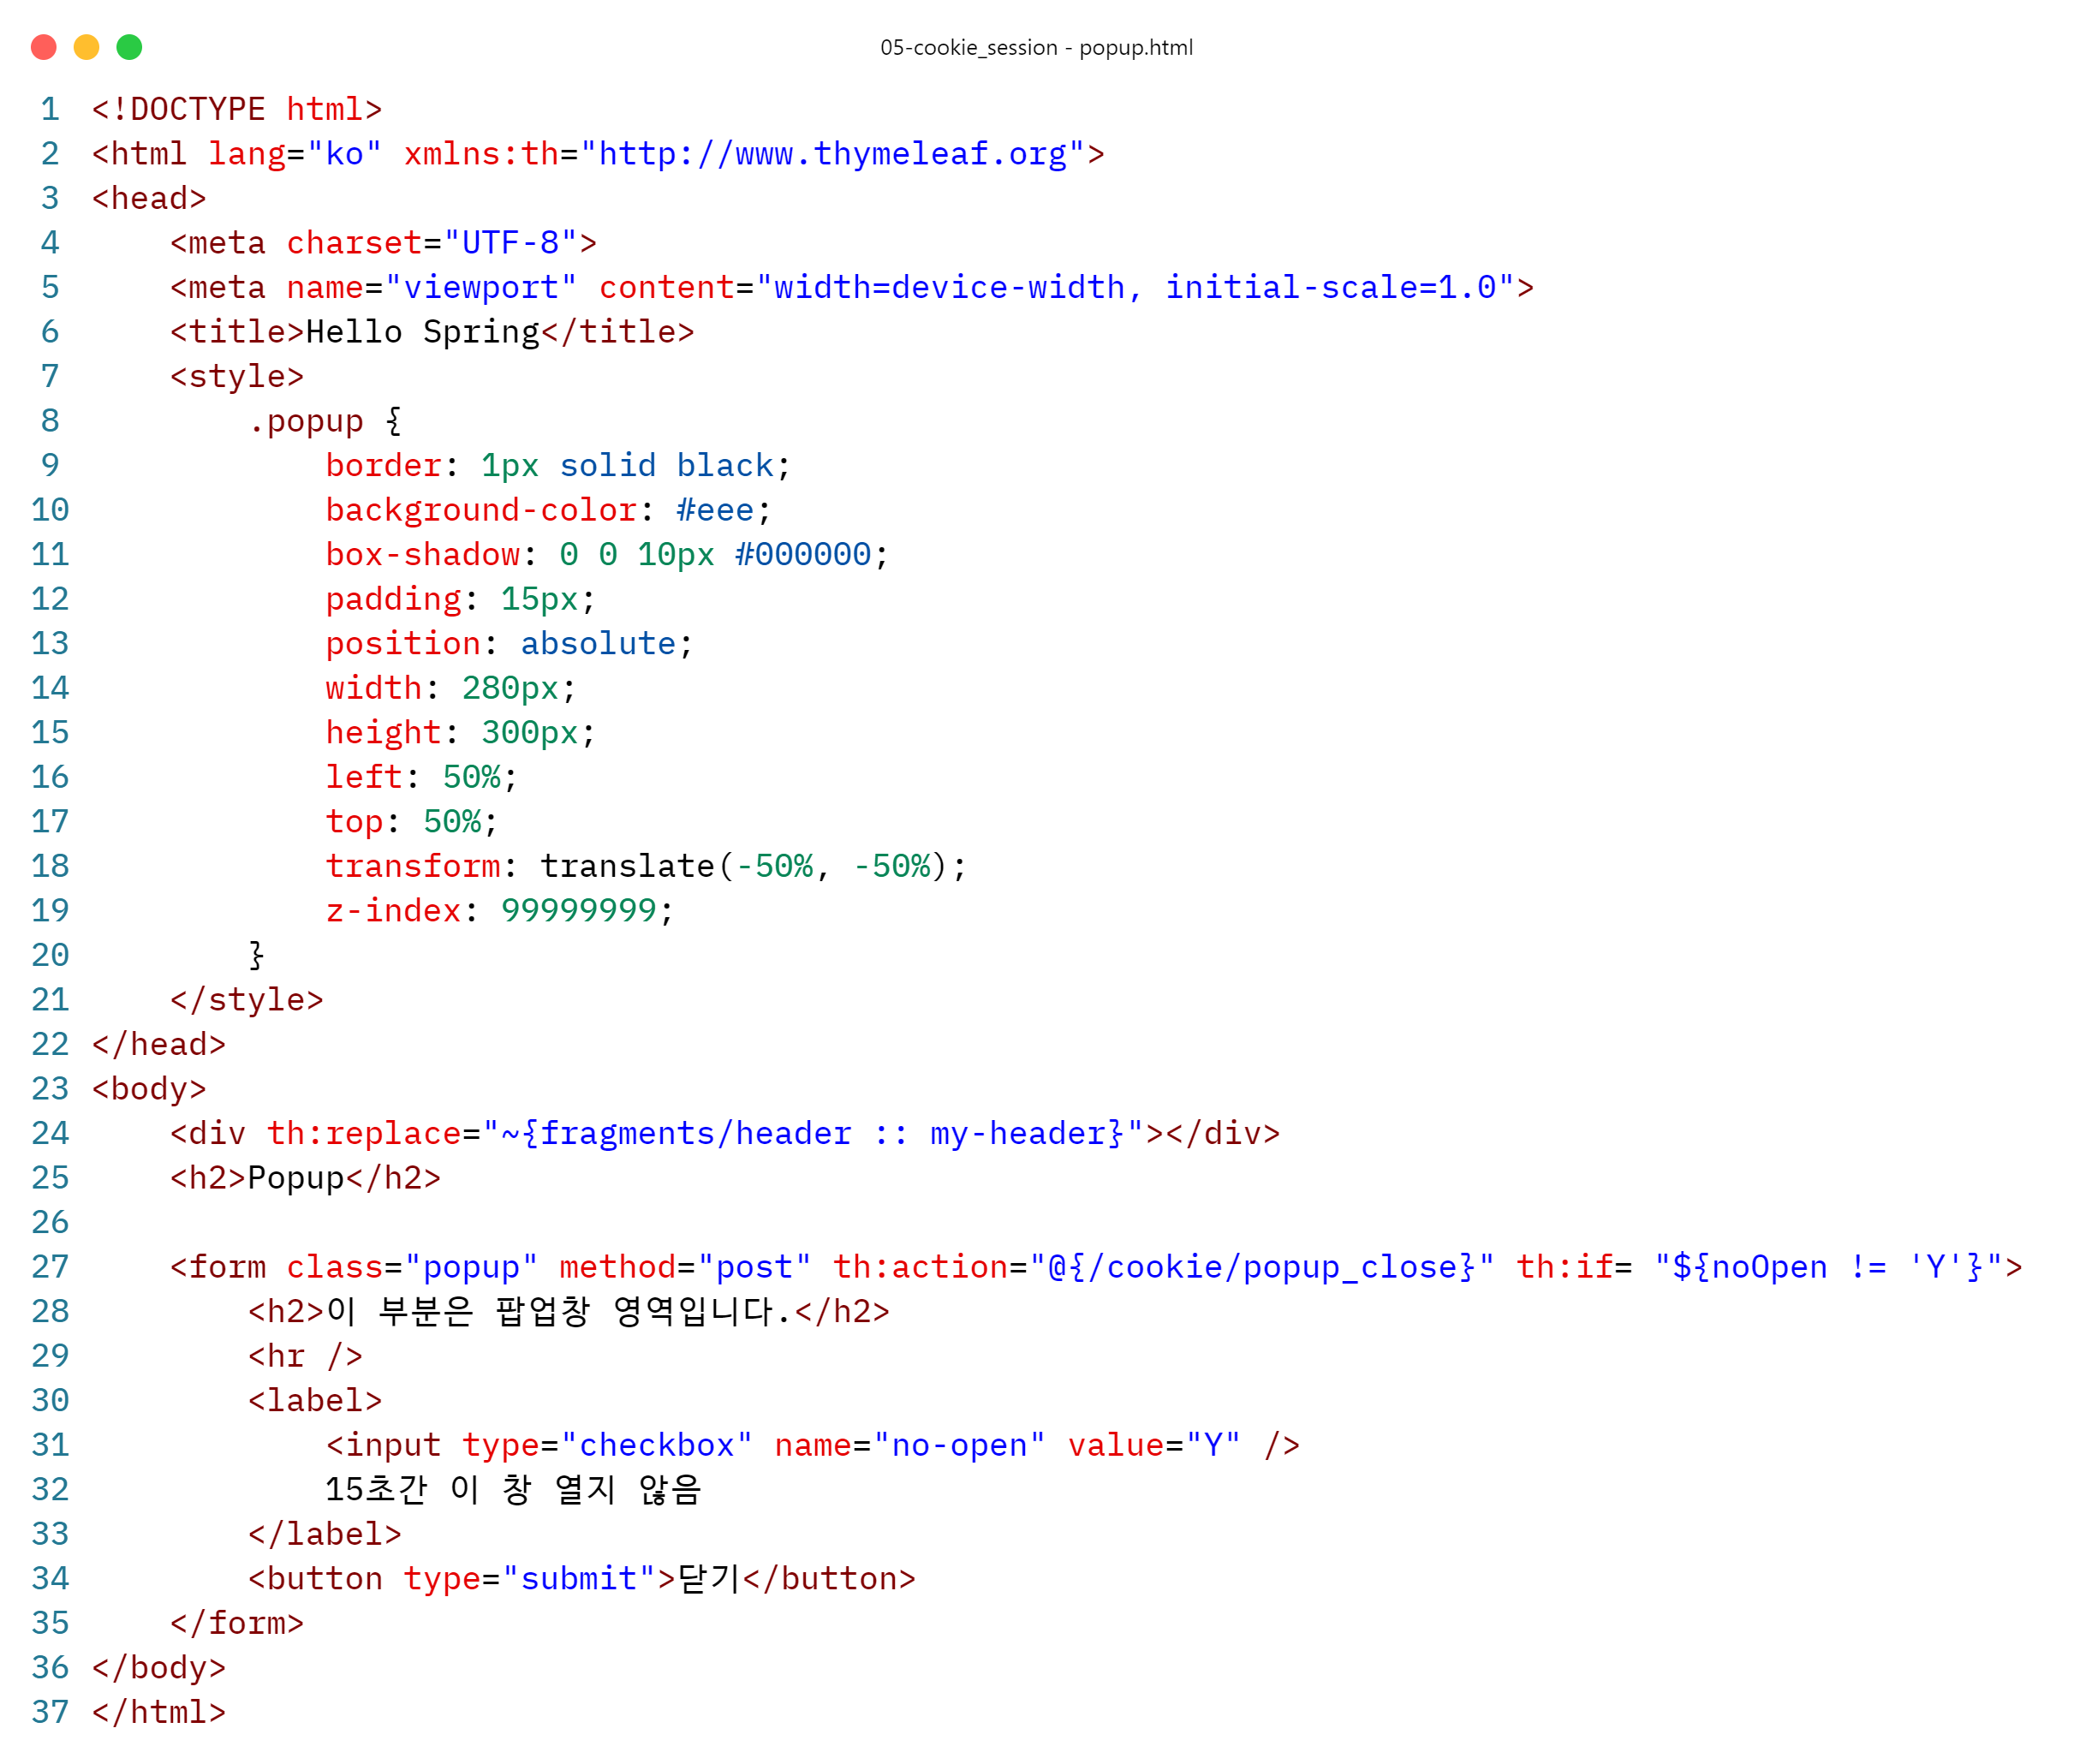 05-cookie_session - popup.html
1 <!DOCTYPE html>
2 <html lang="ko" xmlns:th="http://www.thymeleaf.org">
3 <head>
4     <meta charset="UTF-8">
5     <meta name="viewport" content="width=device-width, initial-scale=1.0">
6     <title>Hello Spring</title>
7     <style>
8         .popup {
9             border: 1px solid black;
10             background-color: #eee;
11             box-shadow: 0 0 10px #000000;
12             padding: 15px;
13             position: absolute;
14             width: 280px;
15             height: 300px;
16             left: 50%;
17             top: 50%;
18             transform: translate(-50%, -50%);
19             z-index: 99999999;
20         }
21     </style>
22 </head>
23 <body>
24     <div th:replace="~{fragments/header :: my-header}"></div>
25     <h2>Popup</h2>
26
27     <form class="popup" method="post" th:action="@{/cookie/popup_close}" th:if= "${noOpen != 'Y'}">
28         <h2>이 부분은 팝업창 영역입니다.</h2>
29         <hr />
30         <label>
31             <input type="checkbox" name="no-open" value="Y" />
32             15초간 이 창 열지 않음
33         </label>
34         <button type="submit">닫기</button>
35     </form>
36 </body>
37 </html>